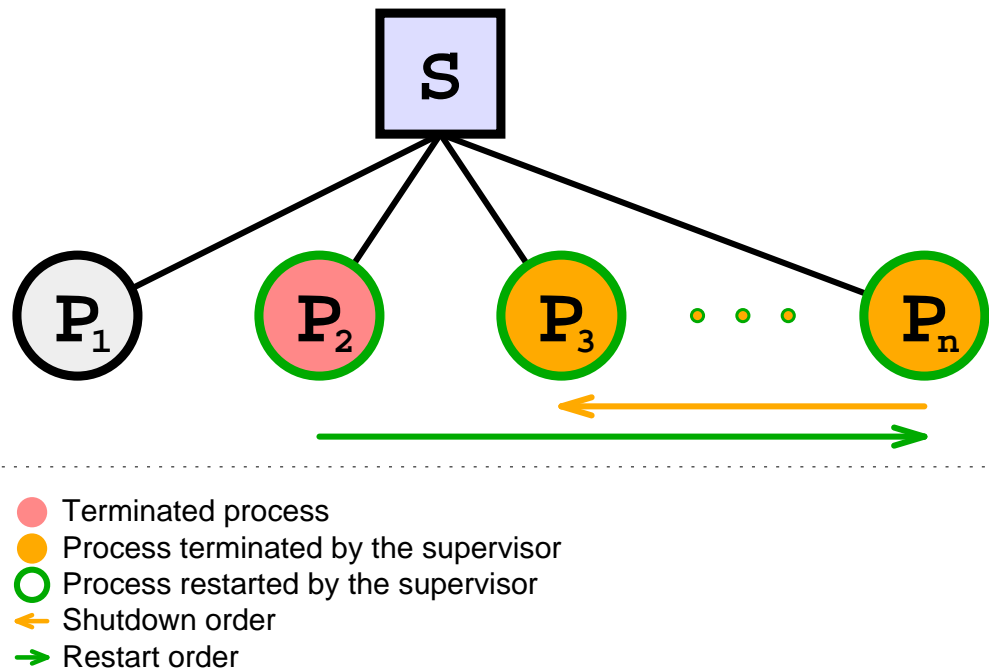 S
P1 P2 P3 Pn
Terminated process
Process terminated by the supervisor
Process restarted by the supervisor
Shutdown order
Restart order